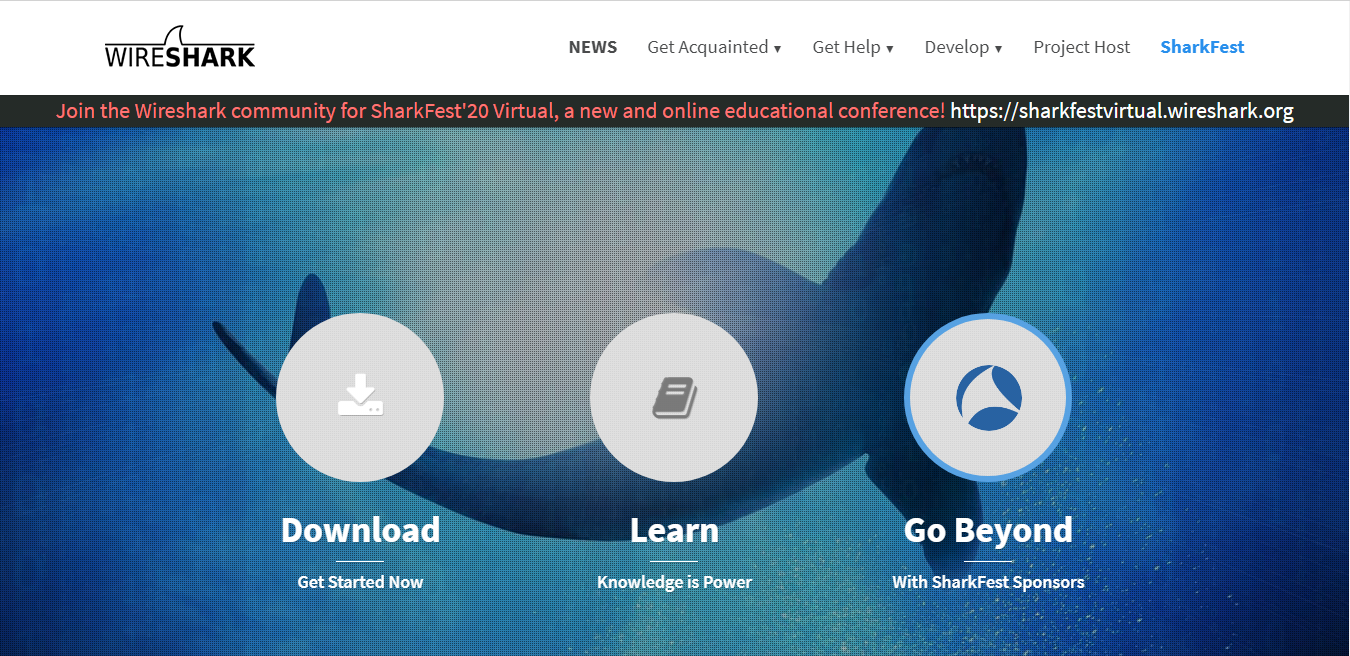 WIRESHARK
NEWS Get Acquainted ▾ Get Help ▾ Develop ▾ Project Host SharkFest
Join the Wireshark community for SharkFest'20 Virtual, a new and online educational conference! https://sharkfestvirtual.wireshark.org
Download Learn Go Beyond
Get Started Now Knowledge is Power With SharkFest Sponsors